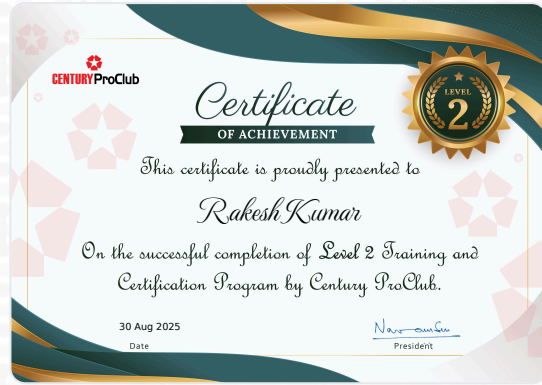 CENTURY ProClub
Certificate
OF ACHIEVEMENT
LEVEL
2
This certificate is proudly presented to
Rakesh Kumar
On the successful completion of Level 2 Training and
Certification Program by Century ProClub.
30 Aug 2025
Date
President